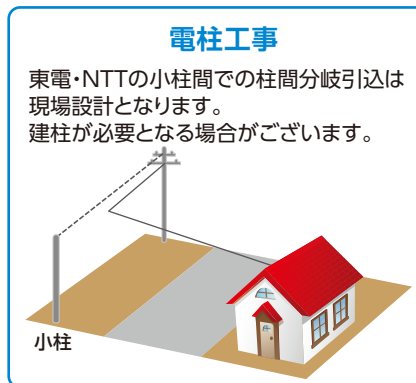 電柱工事
東電・NTTの小柱間での柱間分岐引込は
現場設計となります。
建柱が必要となる場合がございます。
小柱